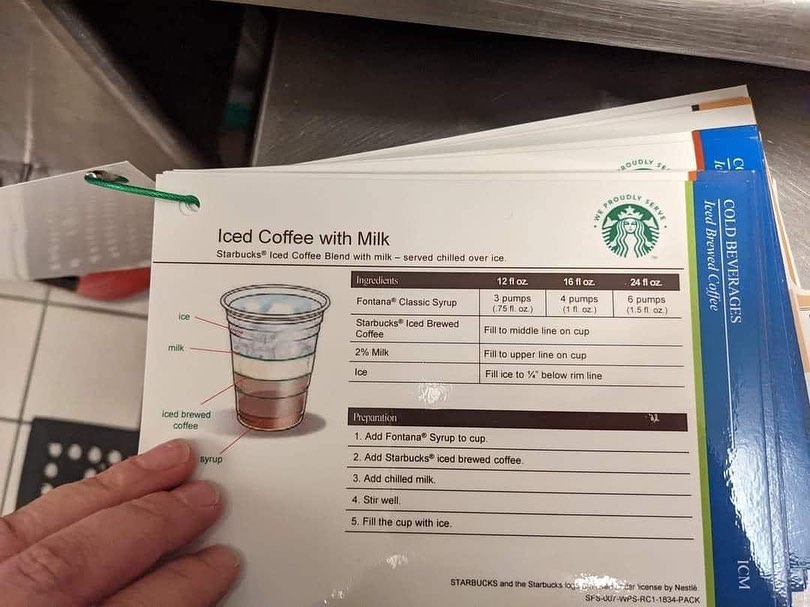 ROUDLY SE
WE PROUDLY SERVE
Iced Coffee with Milk
Starbucks® Iced Coffee Blend with milk – served chilled over ice.
Ingredients 12 fl oz. 16 fl oz. 24 fl oz.
Fontana® Classic Syrup 3 pumps (.75 fl. oz.) 4 pumps (1 fl. oz.) 6 pumps (1.5 fl. oz.)
Starbucks® Iced Brewed Coffee Fill to middle line on cup
2% Milk Fill to upper line on cup
Ice Fill ice to ¼" below rim line
ice
milk
iced brewed
coffee
syrup
Preparation
1. Add Fontana® Syrup to cup.
2. Add Starbucks® iced brewed coffee.
3. Add chilled milk.
4. Stir well.
5. Fill the cup with ice.
STARBUCKS and the Starbucks logo license by Nestlé
SFS-007-WPS-RC1-1834-PACK
COLD BEVERAGES
Iced Brewed Coffee
ICM